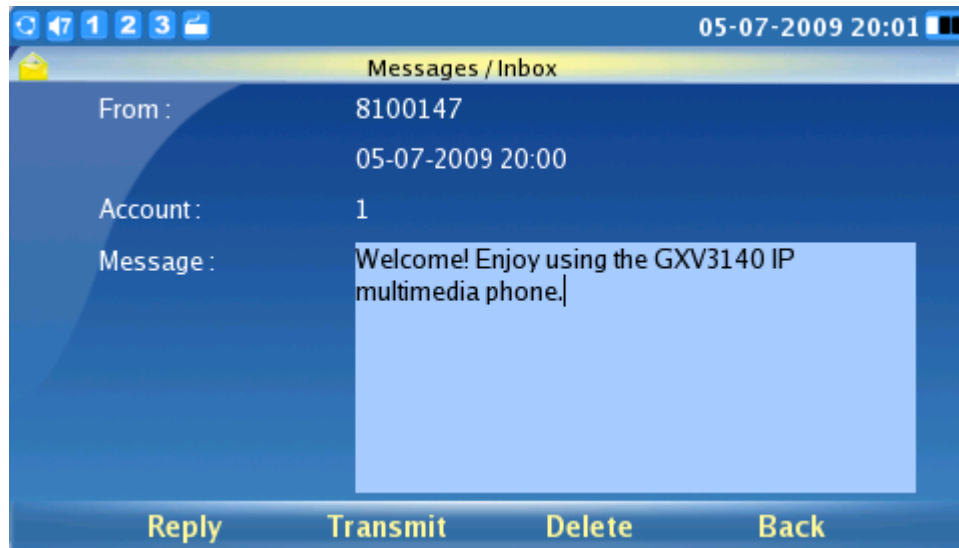 7 1 2 3 05-07-2009 20:01
Messages / Inbox
From : 8100147
05-07-2009 20:00
Account : 1
Message : Welcome! Enjoy using the GXV3140 IP
multimedia phone.
Reply Transmit Delete Back